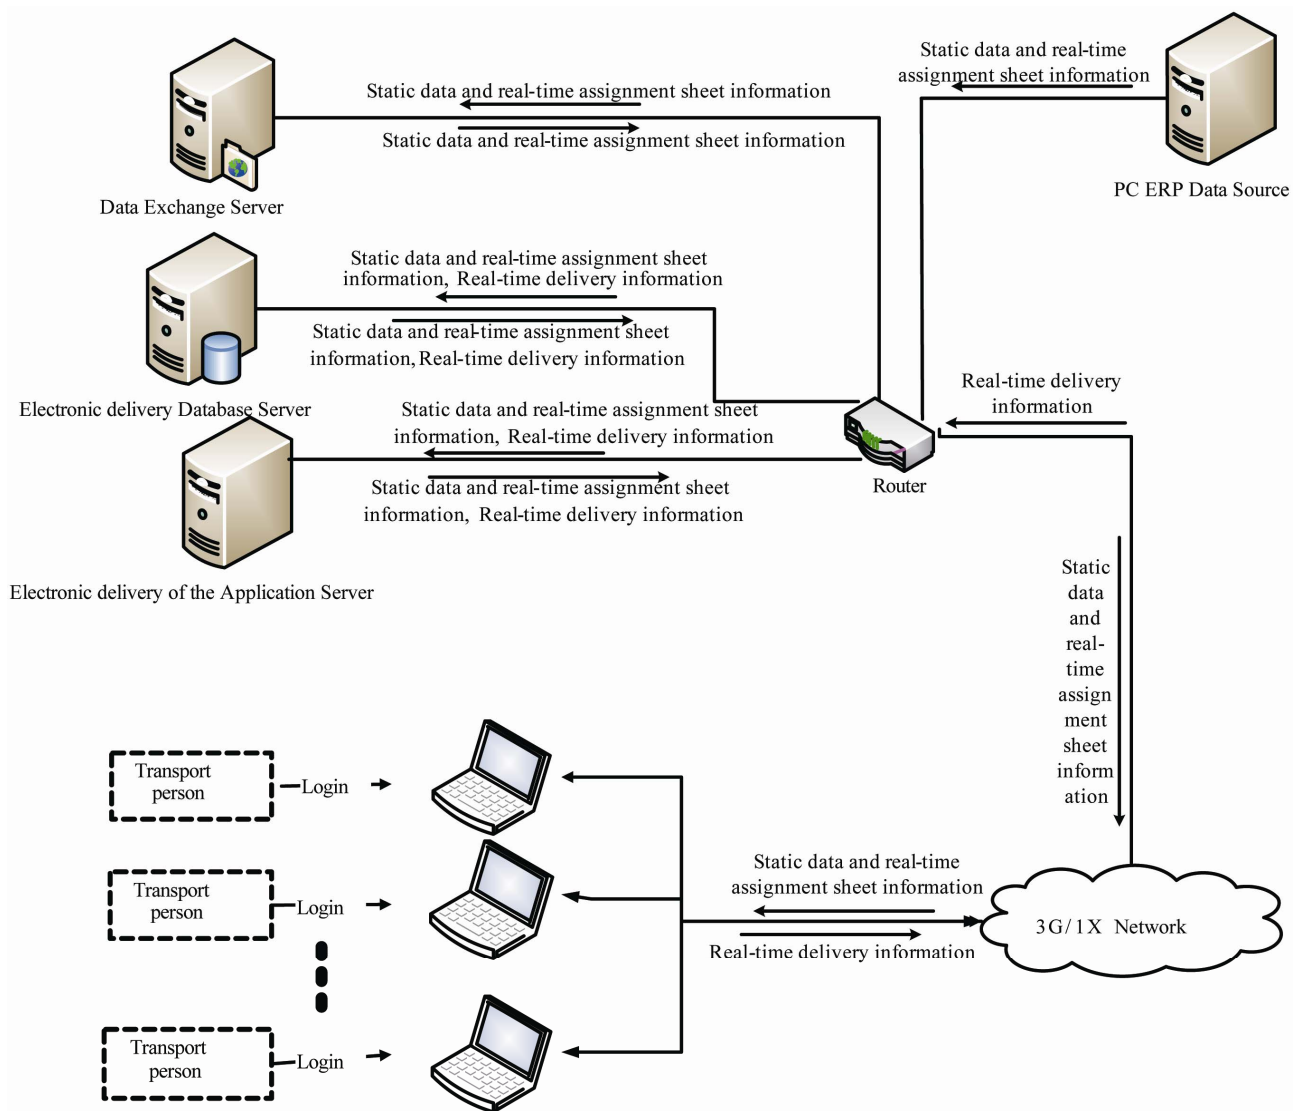 Static data and real-time
assignment sheet information
PC ERP Data Source
Static data and real-time assignment sheet information
Static data and real-time assignment sheet information
Data Exchange Server
Static data and real-time assignment sheet
information, Real-time delivery information
Static data and real-time assignment sheet
information, Real-time delivery information
Electronic delivery Database Server
Static data and real-time assignment sheet
information, Real-time delivery information
Static data and real-time assignment sheet
information, Real-time delivery information
Electronic delivery of the Application Server
Real-time delivery
information
Router
Static
data
and
real-
time
assign
ment
sheet
inform
ation
Transport
person
Login
Transport
person
Login
Transport
person
Login
Static data and real-time
assignment sheet information
Real-time delivery information
3G/1X Network